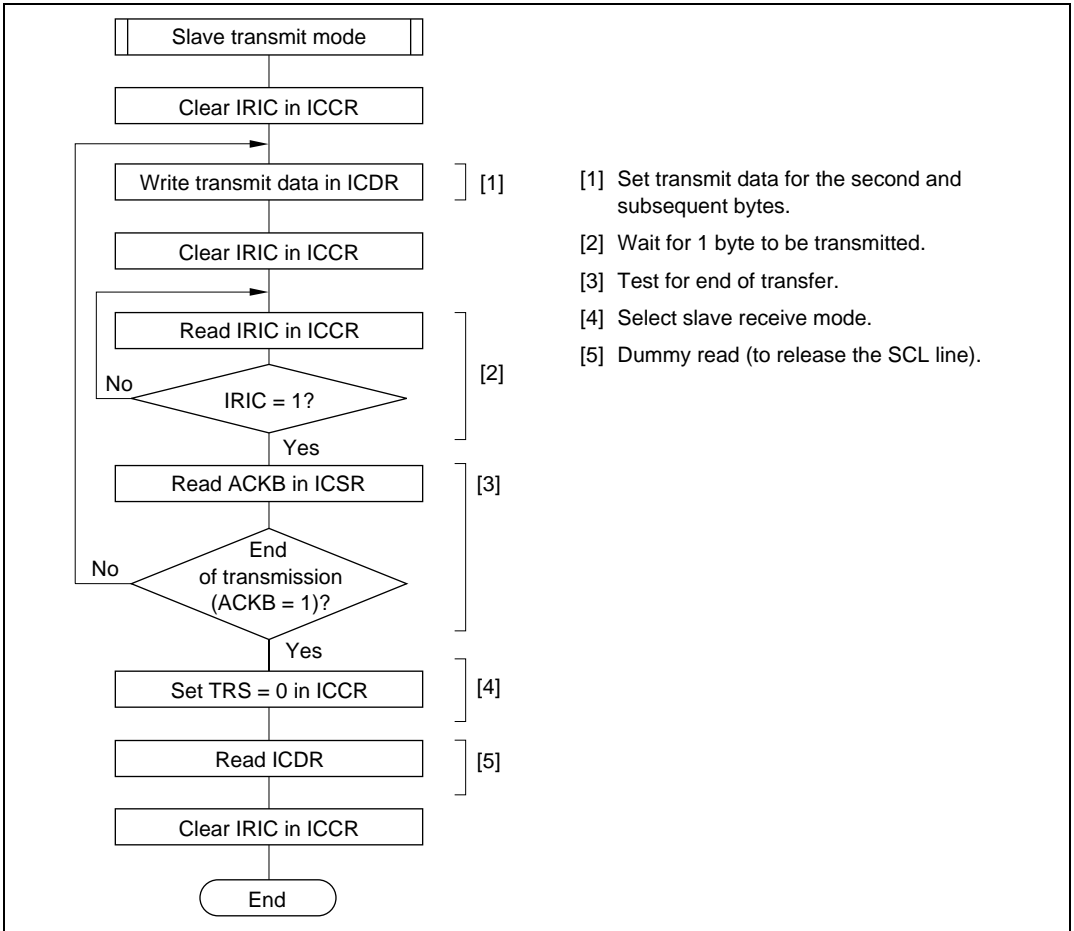 Slave transmit mode
Clear IRIC in ICCR
Write transmit data in ICDR
[1]
Clear IRIC in ICCR
Read IRIC in ICCR
[2]
No
IRIC = 1?
Yes
Read ACKB in ICSR
[3]
No
End
of transmission
(ACKB = 1)?
Yes
Set TRS = 0 in ICCR
[4]
Read ICDR
[5]
Clear IRIC in ICCR
End
[1] Set transmit data for the second and
subsequent bytes.
[2] Wait for 1 byte to be transmitted.
[3] Test for end of transfer.
[4] Select slave receive mode.
[5] Dummy read (to release the SCL line).